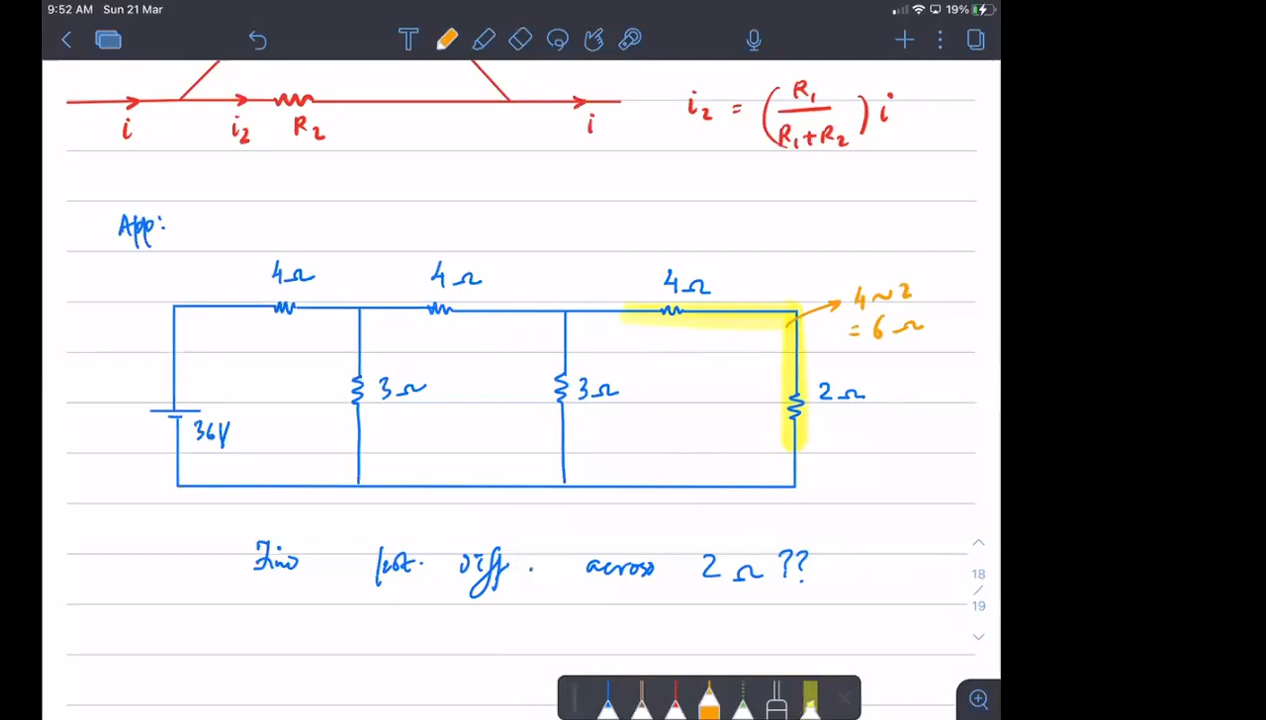 9:52 AM Sun 21 Mar
19%
i
i₂
R₂
i
i₂ = (R₁ / R₁+R₂) i
App:
4Ω
4Ω
4Ω
4~2
= 6Ω
3Ω
3Ω
2Ω
36V
Find pot. diff. across 2Ω ??
18
/
19